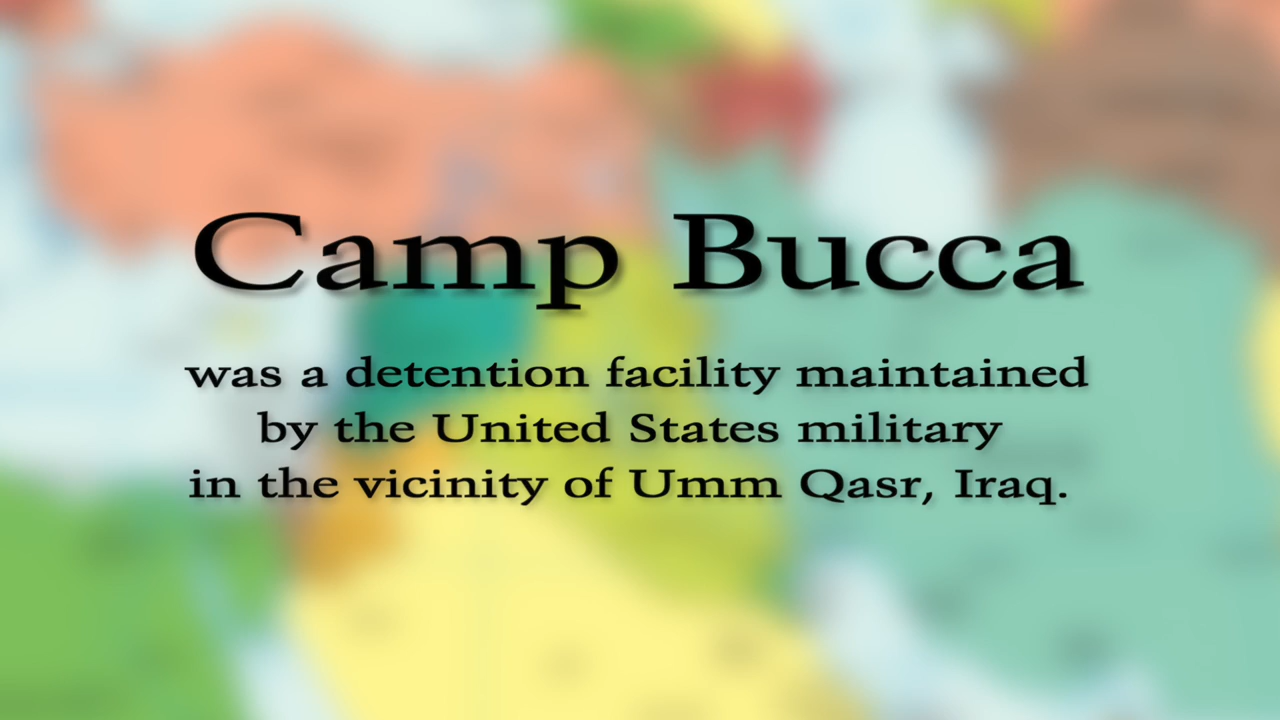 Camp Bucca
was a detention facility maintained
by the United States military
in the vicinity of Umm Qasr, Iraq.